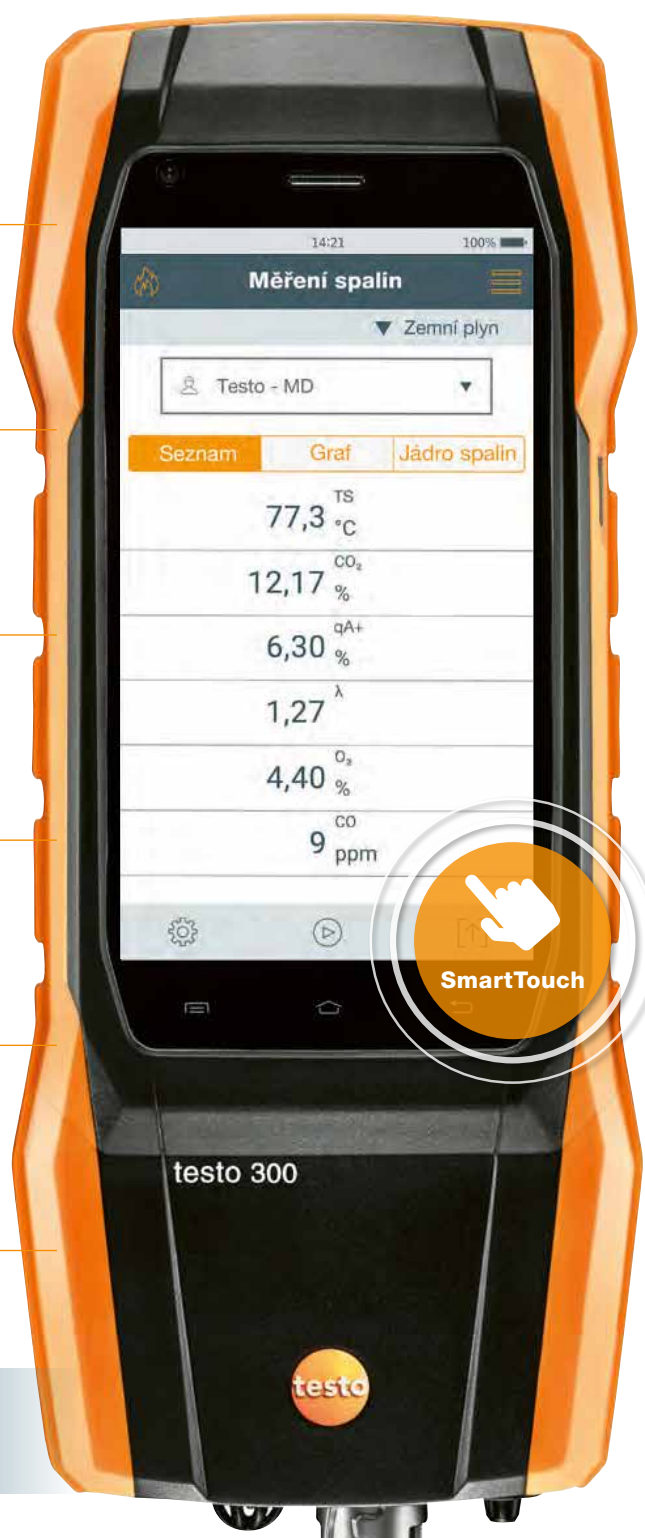 14:21 100%
Měření spalin
Zemní plyn
Testo - MD
Seznam Graf Jádro spalin
TS
77,3 °C
CO₂
12,17 %
qA+
6,30 %
λ
1,27
O₂
4,40 %
CO
9 ppm
SmartTouch
testo 300
testo